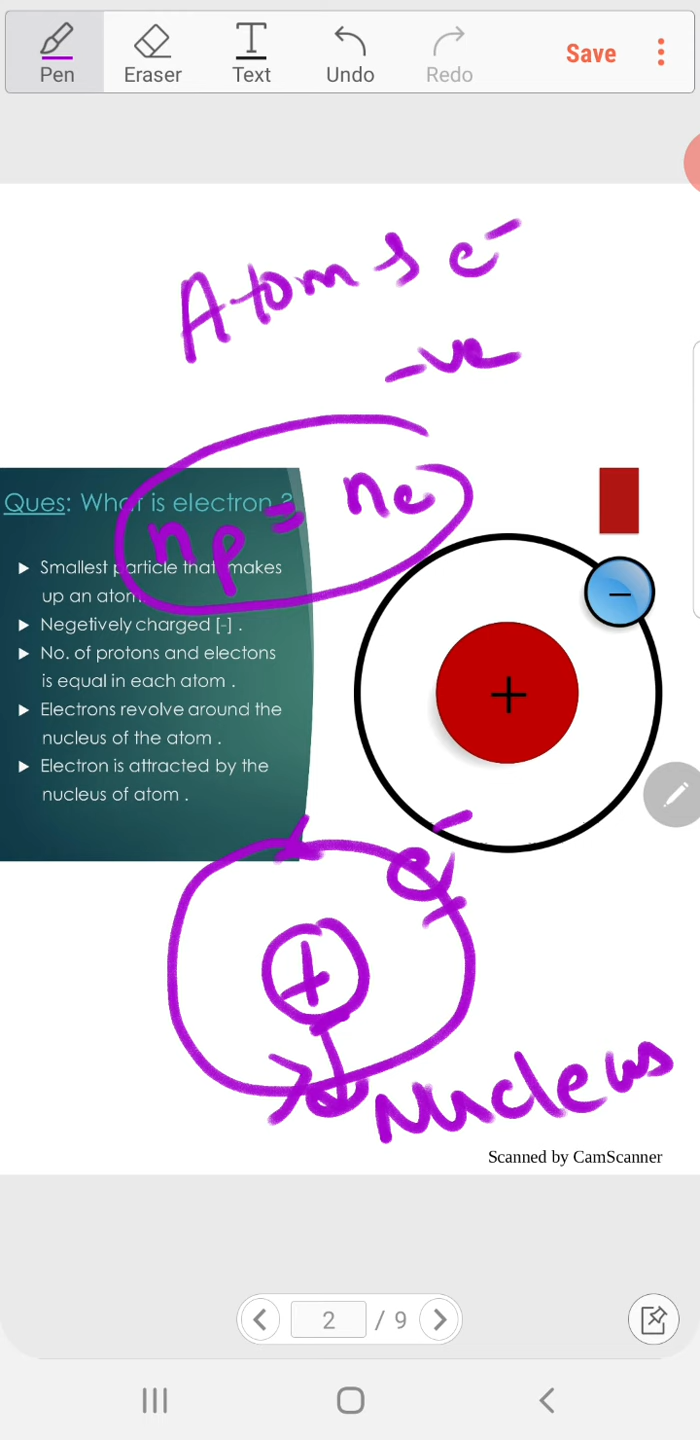 Pen Eraser Text Undo Redo Save
Atoms e-
-ve
Ques: What is electron ?
np = ne
Smallest particle that makes
up an atom.
Negetively charged [-] .
No. of protons and electons
is equal in each atom .
Electrons revolve around the
nucleus of the atom .
Electron is attracted by the
nucleus of atom .
−
+
e-
+
Nucleus
Scanned by CamScanner
2 / 9